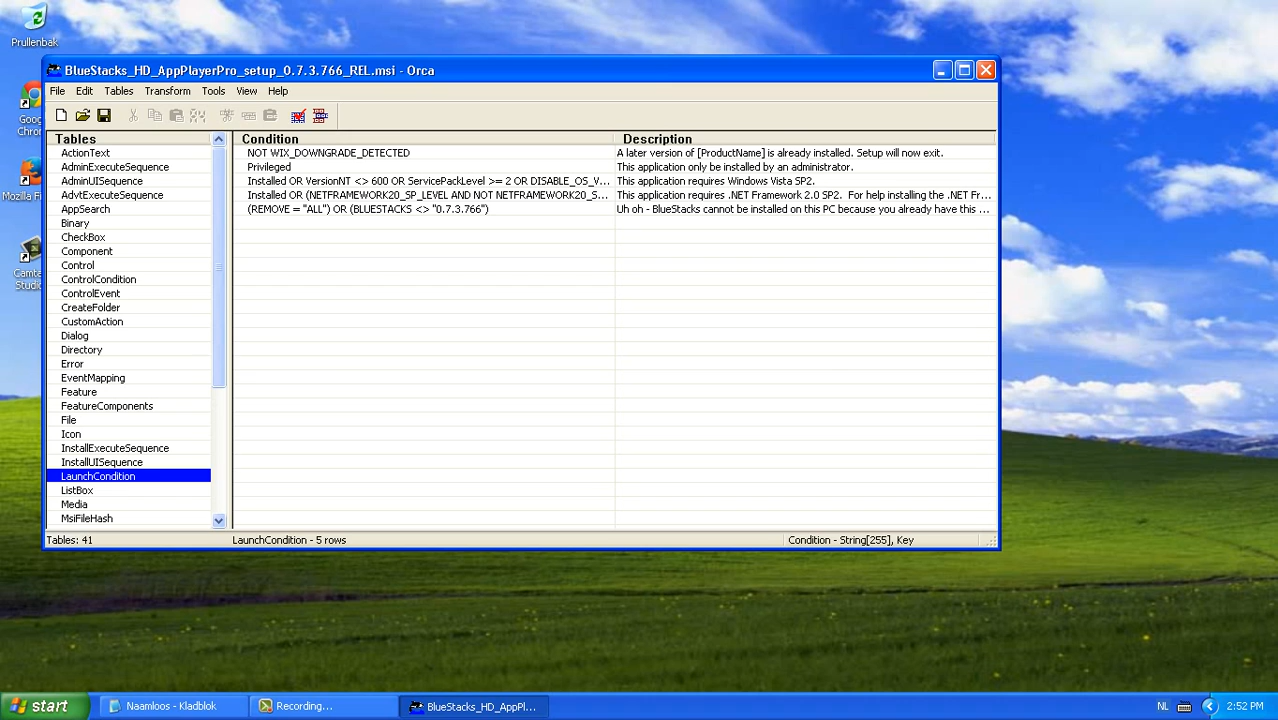 Prullenbak
Goog
Chror
Mozilla Fi
Camta
Studio
BlueStacks_HD_AppPlayerPro_setup_0.7.3.766_REL.msi - Orca
File Edit Tables Transform Tools View Help
Tables Condition Description
ActionText NOT WIX_DOWNGRADE_DETECTED A later version of [ProductName] is already installed. Setup will now exit.
AdminExecuteSequence Privileged This application only be installed by an administrator.
AdminUISequence Installed OR VersionNT <> 600 OR ServicePackLevel >= 2 OR DISABLE_OS_V... This application requires Windows Vista SP2.
AdvtExecuteSequence Installed OR (NETFRAMEWORK20_SP_LEVEL AND NOT NETFRAMEWORK20_S... This application requires .NET Framework 2.0 SP2. For help installing the .NET Fr...
AppSearch (REMOVE = "ALL") OR (BLUESTACKS <> "0.7.3.766") Uh oh - BlueStacks cannot be installed on this PC because you already have this ...
Binary
CheckBox
Component
Control
ControlCondition
ControlEvent
CreateFolder
CustomAction
Dialog
Directory
Error
EventMapping
Feature
FeatureComponents
File
Icon
InstallExecuteSequence
InstallUISequence
LaunchCondition
ListBox
Media
MsiFileHash
Tables: 41 LaunchCondition - 5 rows Condition - String[255], Key
start Naamloos - Kladblok Recording... BlueStacks_HD_AppPl... NL 2:52 PM